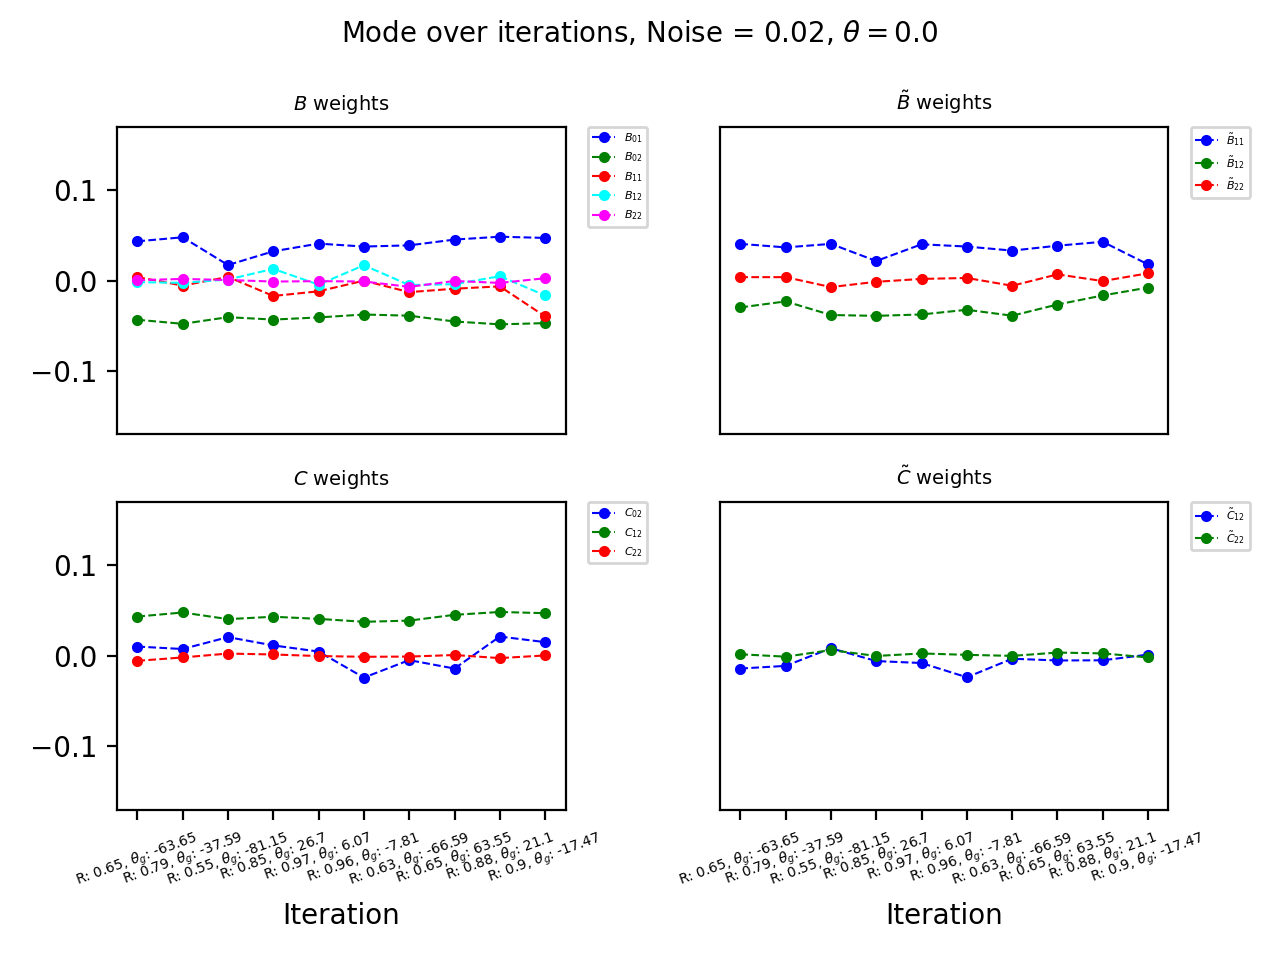 Mode over iterations, Noise = 0.02, θ = 0.0
B weights
B̃ weights
0.1
0.0
−0.1
B₀₁
B₀₂
B₁₁
B₁₂
B₂₂
B̃₁₁
B̃₁₂
B̃₂₂
C weights
C̃ weights
0.1
0.0
−0.1
C₀₂
C₁₂
C₂₂
C̃₁₂
C̃₂₂
R: 0.65, θg: -63.65
R: 0.79, θg: -37.59
R: 0.55, θg: -81.15
R: 0.85, θg: 26.7
R: 0.97, θg: 6.07
R: 0.96, θg: -7.81
R: 0.63, θg: -66.59
R: 0.65, θg: 63.55
R: 0.88, θg: 21.1
R: 0.9, θg: -17.47
R: 0.65, θg: -63.65
R: 0.79, θg: -37.59
R: 0.55, θg: -81.15
R: 0.85, θg: 26.7
R: 0.97, θg: 6.07
R: 0.96, θg: -7.81
R: 0.63, θg: -66.59
R: 0.65, θg: 63.55
R: 0.88, θg: 21.1
R: 0.9, θg: -17.47
Iteration
Iteration